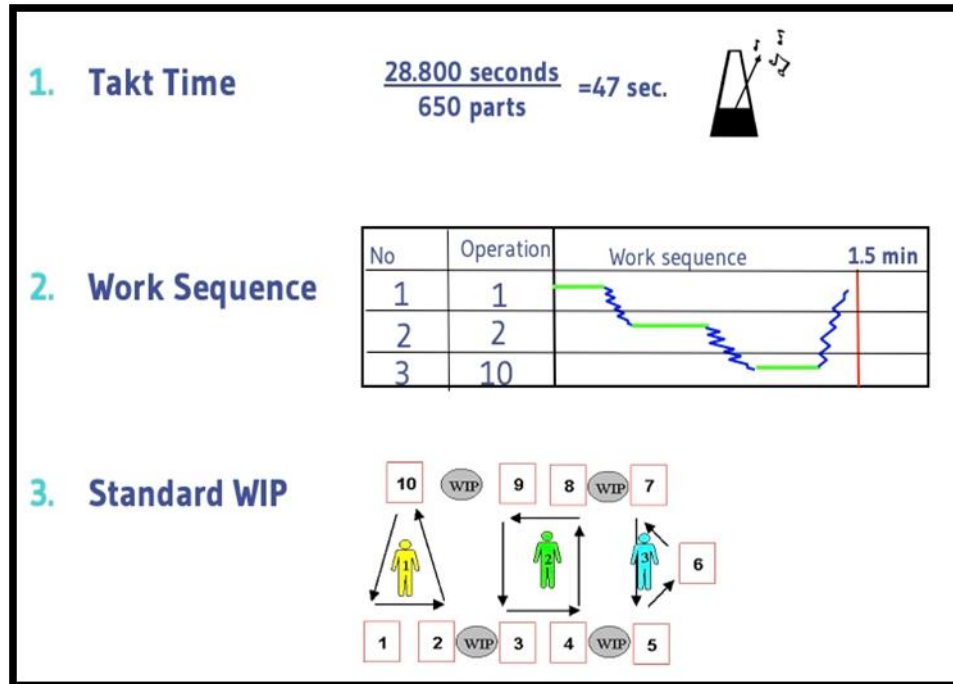 1. Takt Time
28.800 seconds
650 parts
=47 sec.
2. Work Sequence
No Operation Work sequence 1.5 min
1 1
2 2
3 10
3. Standard WIP
10 WIP 9 8 WIP 7
1 2 3 6
1 2 WIP 3 4 WIP 5